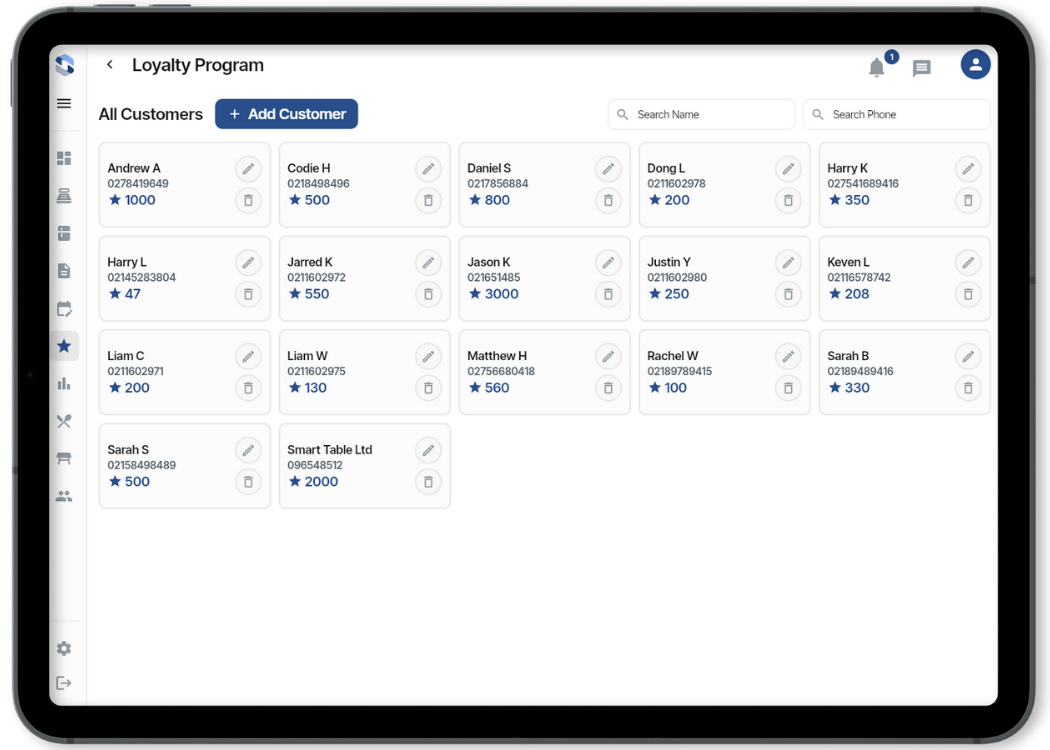 Loyalty Program
1
All Customers
+ Add Customer
Search Name
Search Phone
Andrew A
0278419649
★ 1000
Codie H
0218498496
★ 500
Daniel S
0217856884
★ 800
Dong L
0211602978
★ 200
Harry K
027541689416
★ 350
Harry L
02145283804
★ 47
Jarred K
0211602972
★ 550
Jason K
021651485
★ 3000
Justin Y
0211602980
★ 250
Keven L
02116578742
★ 208
Liam C
0211602971
★ 200
Liam W
0211602975
★ 130
Matthew H
02756680418
★ 560
Rachel W
02189789415
★ 100
Sarah B
02189489416
★ 330
Sarah S
02158498489
★ 500
Smart Table Ltd
096548512
★ 2000